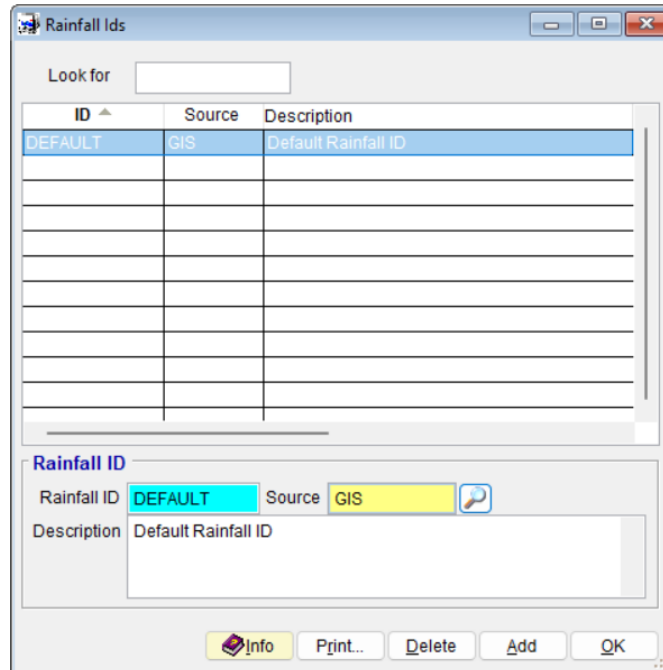 Rainfall Ids
Look for
ID Source Description
DEFAULT GIS Default Rainfall ID
Rainfall ID
Rainfall ID DEFAULT Source GIS
Description Default Rainfall ID
Info Print... Delete Add OK